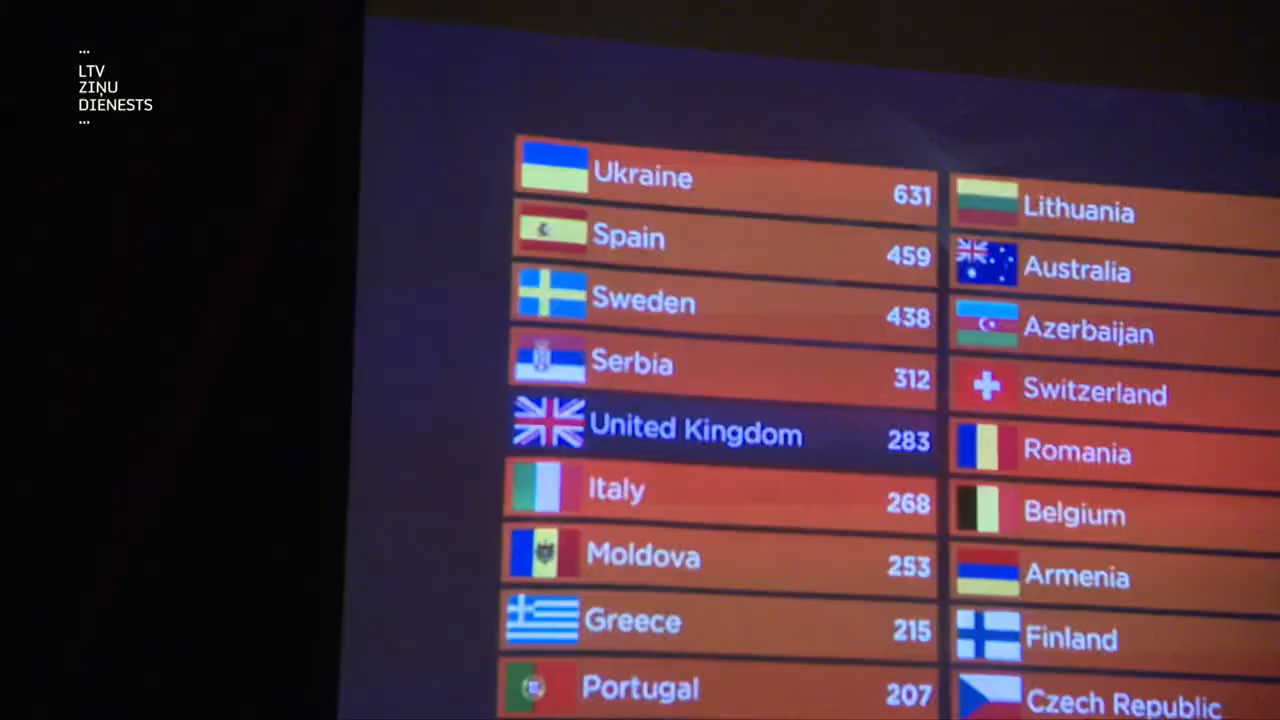 ...
LTV
ZIŅU
DIENESTS
...
Ukraine 631
Spain 459
Sweden 438
Serbia 312
United Kingdom 283
Italy 268
Moldova 253
Greece 215
Portugal 207
Lithuania
Australia
Azerbaijan
Switzerland
Romania
Belgium
Armenia
Finland
Czech Republic